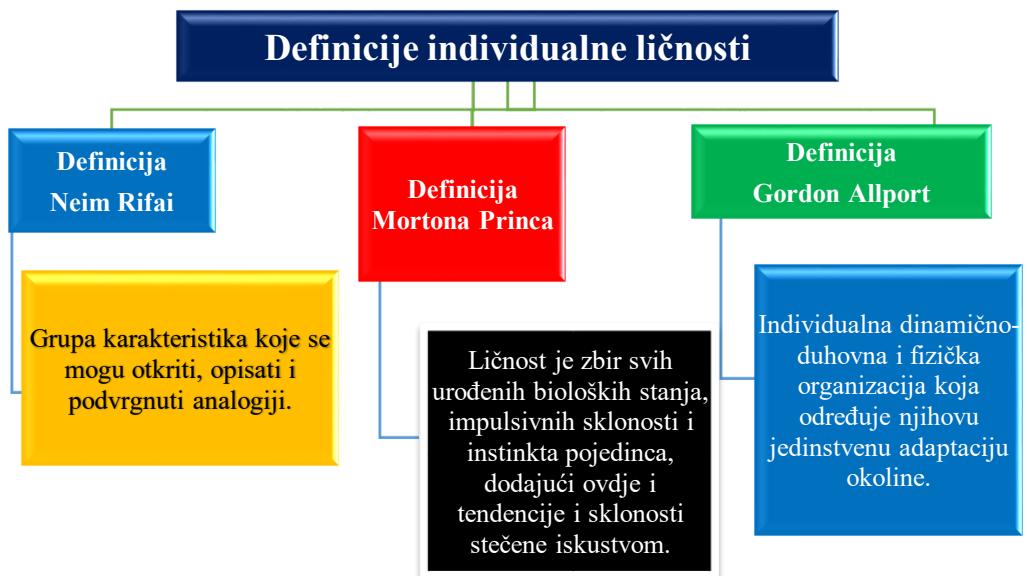 Definicije individualne ličnosti
Definicija
Neim Rifai
Grupa karakteristika koje se
mogu otkriti, opisati i
podvrgnuti analogiji.
Definicija
Mortona Princa
Ličnost je zbir svih
urođenih bioloških stanja,
impulsivnih sklonosti i
instinkta pojedinca,
dodajući ovdje i
tendencije i sklonosti
stečene iskustvom.
Definicija
Gordon Allport
Individualna dinamično-
duhovna i fizička
organizacija koja
određuje njihovu
jedinstvenu adaptaciju
okoline.